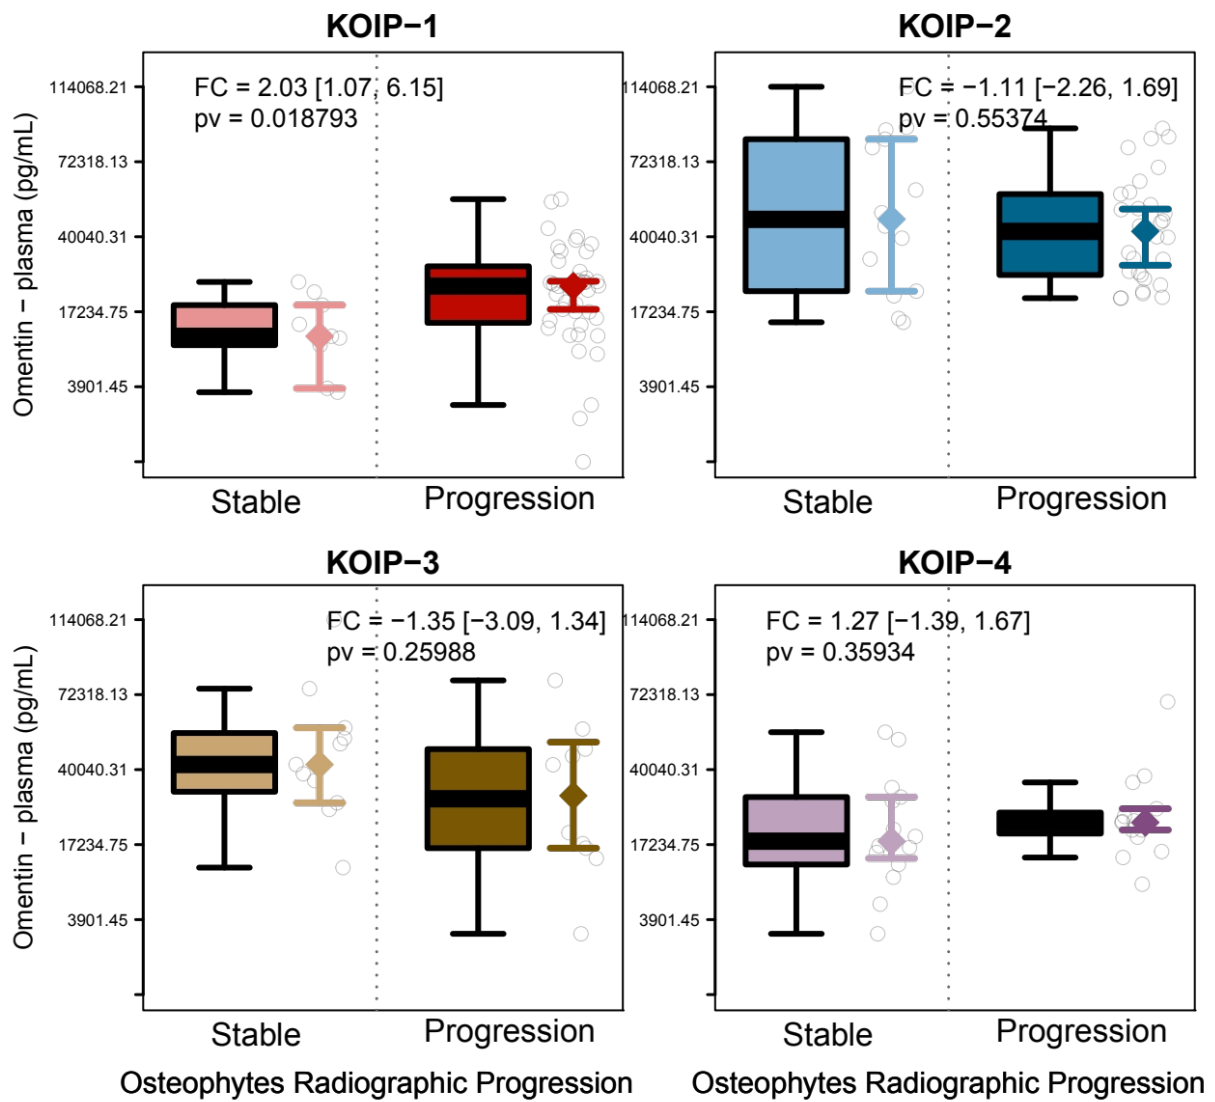 KOIP−1
KOIP−2
Omentin − plasma (pg/mL)
114068.21
72318.13
40040.31
17234.75
3901.45
FC = 2.03 [1.07, 6.15]
pv = 0.018793
Stable
Progression
114068.21
72318.13
40040.31
17234.75
3901.45
FC = −1.11 [−2.26, 1.69]
pv = 0.55374
Stable
Progression
KOIP−3
KOIP−4
Omentin − plasma (pg/mL)
114068.21
72318.13
40040.31
17234.75
3901.45
FC = −1.35 [−3.09, 1.34]
pv = 0.25988
Stable
Progression
Osteophytes Radiographic Progression
114068.21
72318.13
40040.31
17234.75
3901.45
FC = 1.27 [−1.39, 1.67]
pv = 0.35934
Stable
Progression
Osteophytes Radiographic Progression